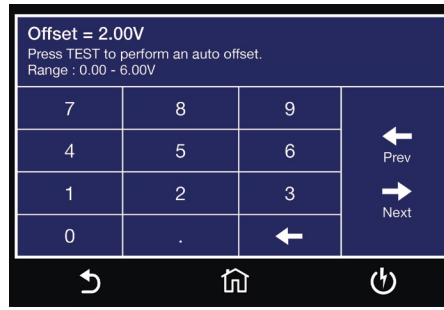 Offset = 2.00V
Press TEST to perform an auto offset.
Range : 0.00 - 6.00V
7 8 9
4 5 6
Prev
1 2 3
Next
0 .